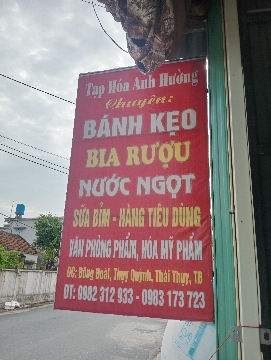 Tạp Hóa Anh Hường
Chuyên:
BÁNH KẸO
BIA RƯỢU
NƯỚC NGỌT
SỮA BỈM - HÀNG TIÊU DÙNG
VĂN PHÒNG PHẨM, HÓA MỸ PHẨM
ĐC: Đông Đoài, Thụy Quỳnh, Thái Thụy, TB
ĐT: 0982 312 933 - 0983 173 723